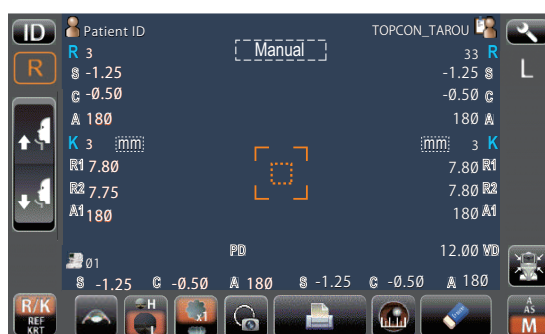 ID Patient ID TOPCON_TAROU
R 3 Manual 33 R
R L
S -1.25 -1.25 S
C -0.50 -0.50 C
A 180 180 A
K 3 mm mm 3 K
R1 7.80 7.80 R1
R2 7.75 7.80 R2
A1 180 180 A1
PD 12.00 VD
01
S -1.25 C -0.50 A 180 S -1.25 C -0.50 A 180
R/K H x1 A
REF AS
KRT M